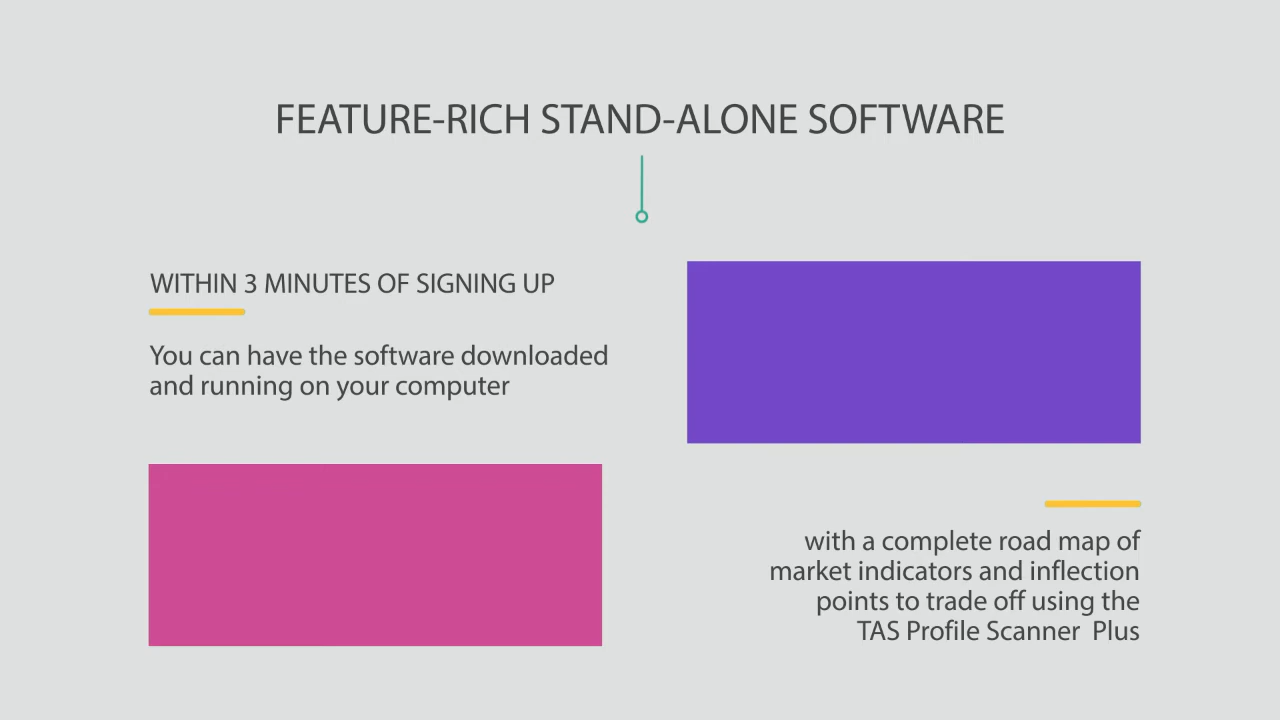 FEATURE-RICH STAND-ALONE SOFTWARE
WITHIN 3 MINUTES OF SIGNING UP
You can have the software downloaded
and running on your computer
with a complete road map of
market indicators and inflection
points to trade off using the
TAS Profile Scanner  Plus